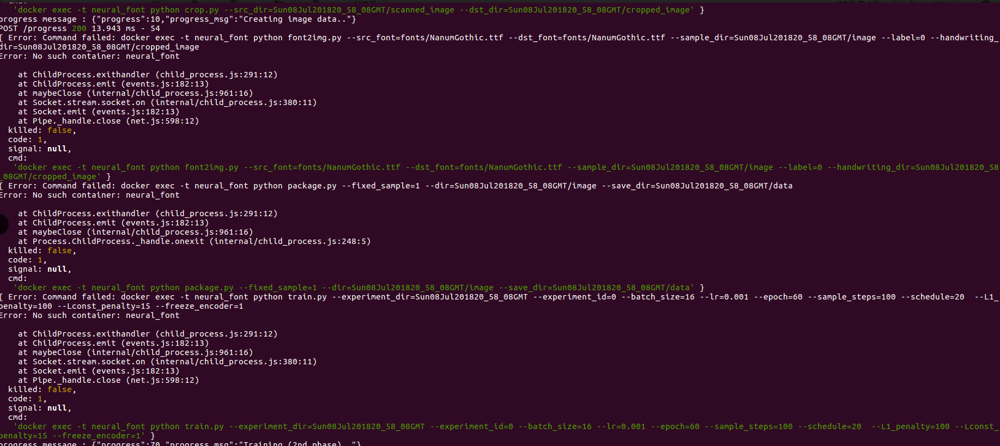 'docker exec -t neural_font python crop.py --src_dir=Sun08Jul201820_58_08GMT/scanned_image --dst_dir=Sun08Jul201820_58_08GMT/cropped_image' }
progress message : {"progress":10,"progress_msg":"Creating image data.."}
POST /progress 200 13.943 ms - 54
{ Error: Command failed: docker exec -t neural_font python font2img.py --src_font=fonts/NanumGothic.ttf --dst_font=fonts/NanumGothic.ttf --sample_dir=Sun08Jul201820_58_08GMT/image --label=0 --handwriting_
dir=Sun08Jul201820_58_08GMT/cropped_image
Error: No such container: neural_font
at ChildProcess.exithandler (child_process.js:291:12)
at ChildProcess.emit (events.js:182:13)
at maybeClose (internal/child_process.js:961:16)
at Socket.stream.socket.on (internal/child_process.js:380:11)
at Socket.emit (events.js:182:13)
at Pipe._handle.close (net.js:598:12)
killed: false,
code: 1,
signal: null,
cmd:
'docker exec -t neural_font python font2img.py --src_font=fonts/NanumGothic.ttf --dst_font=fonts/NanumGothic.ttf --sample_dir=Sun08Jul201820_58_08GMT/image --label=0 --handwriting_dir=Sun08Jul201820_58
_08GMT/cropped_image' }
{ Error: Command failed: docker exec -t neural_font python package.py --fixed_sample=1 --dir=Sun08Jul201820_58_08GMT/image --save_dir=Sun08Jul201820_58_08GMT/data
Error: No such container: neural_font
at ChildProcess.exithandler (child_process.js:291:12)
at ChildProcess.emit (events.js:182:13)
at maybeClose (internal/child_process.js:961:16)
at Process.ChildProcess._handle.onexit (internal/child_process.js:248:5)
killed: false,
code: 1,
signal: null,
cmd:
'docker exec -t neural_font python package.py --fixed_sample=1 --dir=Sun08Jul201820_58_08GMT/image --save_dir=Sun08Jul201820_58_08GMT/data' }
{ Error: Command failed: docker exec -t neural_font python train.py --experiment_dir=Sun08Jul201820_58_08GMT --experiment_id=0 --batch_size=16 --lr=0.001 --epoch=60 --sample_steps=100 --schedule=20  --L1_
penalty=100 --Lconst_penalty=15 --freeze_encoder=1
Error: No such container: neural_font
at ChildProcess.exithandler (child_process.js:291:12)
at ChildProcess.emit (events.js:182:13)
at maybeClose (internal/child_process.js:961:16)
at Socket.stream.socket.on (internal/child_process.js:380:11)
at Socket.emit (events.js:182:13)
at Pipe._handle.close (net.js:598:12)
killed: false,
code: 1,
signal: null,
cmd:
'docker exec -t neural_font python train.py --experiment_dir=Sun08Jul201820_58_08GMT --experiment_id=0 --batch_size=16 --lr=0.001 --epoch=60 --sample_steps=100 --schedule=20  --L1_penalty=100 --Lconst_
penalty=15 --freeze_encoder=1' }
progress message : {"progress":70,"progress_msg":"Training (2nd phase).."}